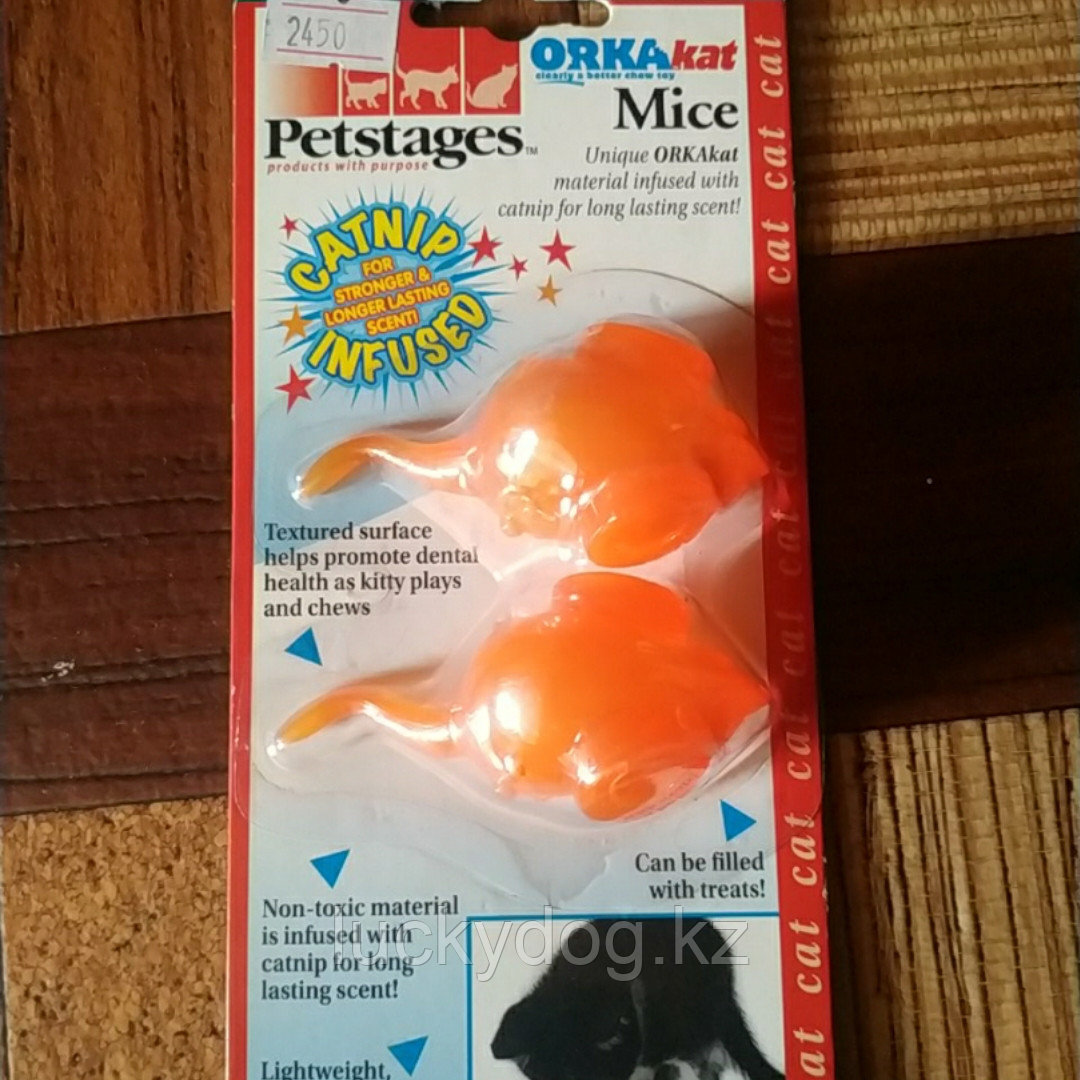 2450
ORKAkat
clearly a better chew toy
Petstages™
products with purpose
Mice
Unique ORKAkat
material infused with
catnip for long lasting scent!
CATNIP
FOR
STRONGER &
LONGER LASTING
SCENT!
INFUSED
Textured surface
helps promote dental
health as kitty plays
and chews
Can be filled
with treats!
Non-toxic material
is infused with
catnip for long
lasting scent!
Lightweight,
cat cat cat cat cat cat cat cat cat cat
luckydog.kz